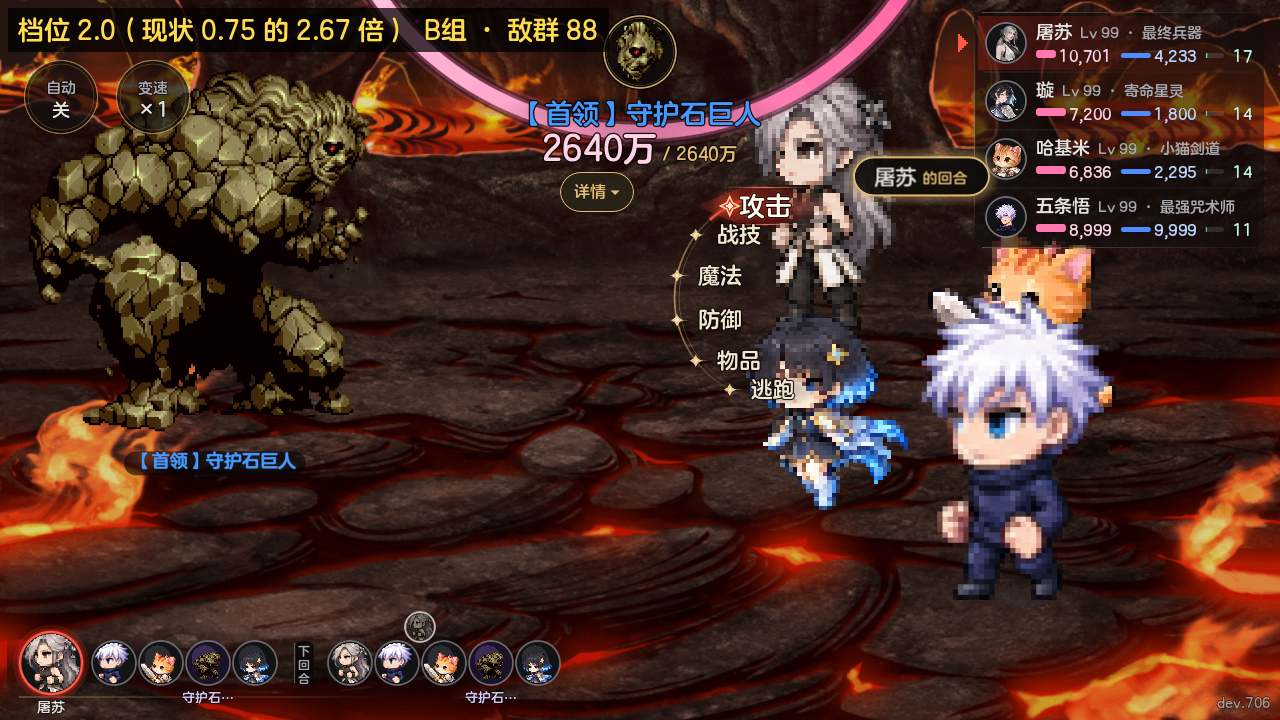 档位 2.0 ( 现状 0.75 的 2.67 倍 )　B组 · 敌群 88
自动
关
变速
×1
【首领】守护石巨人
2640万 / 2640万
详情
屠苏 的回合
攻击
战技
魔法
防御
物品
逃跑
屠苏 Lv 99 · 最终兵器
10,701 4,233 17
璇 Lv 99 · 寄命星灵
7,200 1,800 14
哈基米 Lv 99 · 小猫剑道
6,836 2,295 14
五条悟 Lv 99 · 最强咒术师
8,999 9,999 11
【首领】守护石巨人
屠苏
守护石…
下回合
守护石…
dev.706